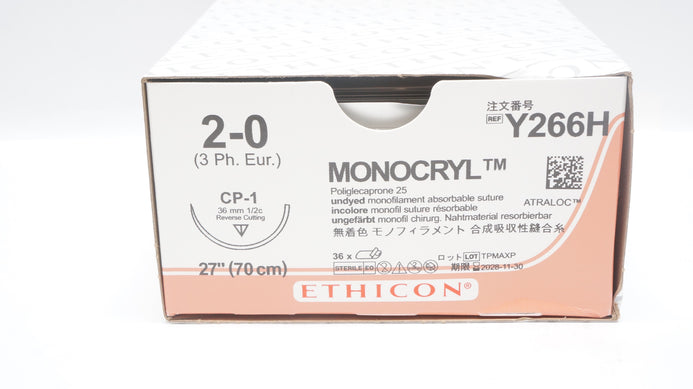 2-0
(3 Ph. Eur.)
CP-1
36 mm 1/2c
Reverse Cutting
27" (70 cm)
注文番号
REF Y266H
MONOCRYL™
Poliglecaprone 25
undyed monofilament absorbable suture
incolore monofil suture résorbable
ungefärbt monofil chirurg. Nahtmaterial resorbierbar
無着色 モノフィラメント 合成吸収性縫合糸
ATRALOC™
36 x
ロット LOT TPMAXP
STERILE EO
期限 2028-11-30
ETHICON®